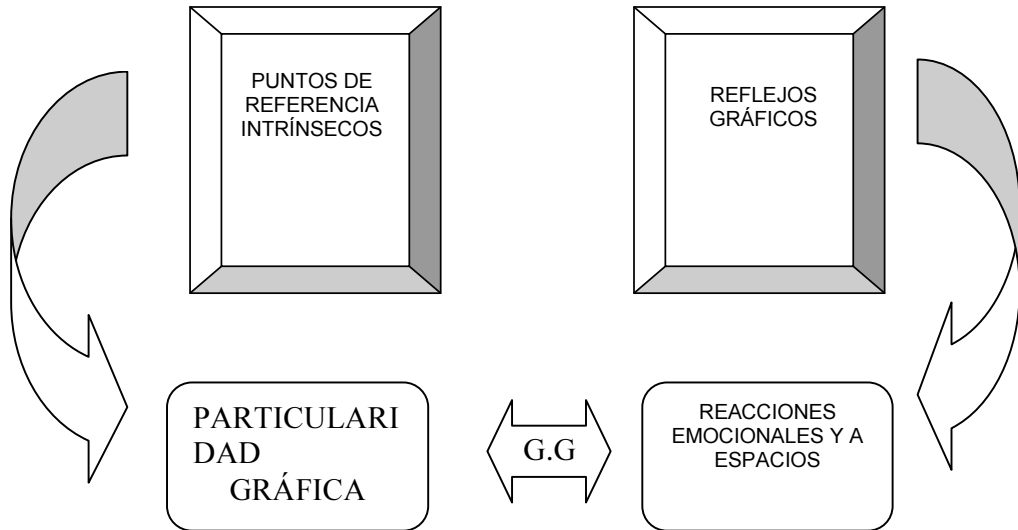 PUNTOS DE
REFERENCIA
INTRÍNSECOS
REFLEJOS
GRÁFICOS
PARTICULARI
DAD
GRÁFICA
G.G
REACCIONES
EMOCIONALES Y A
ESPACIOS